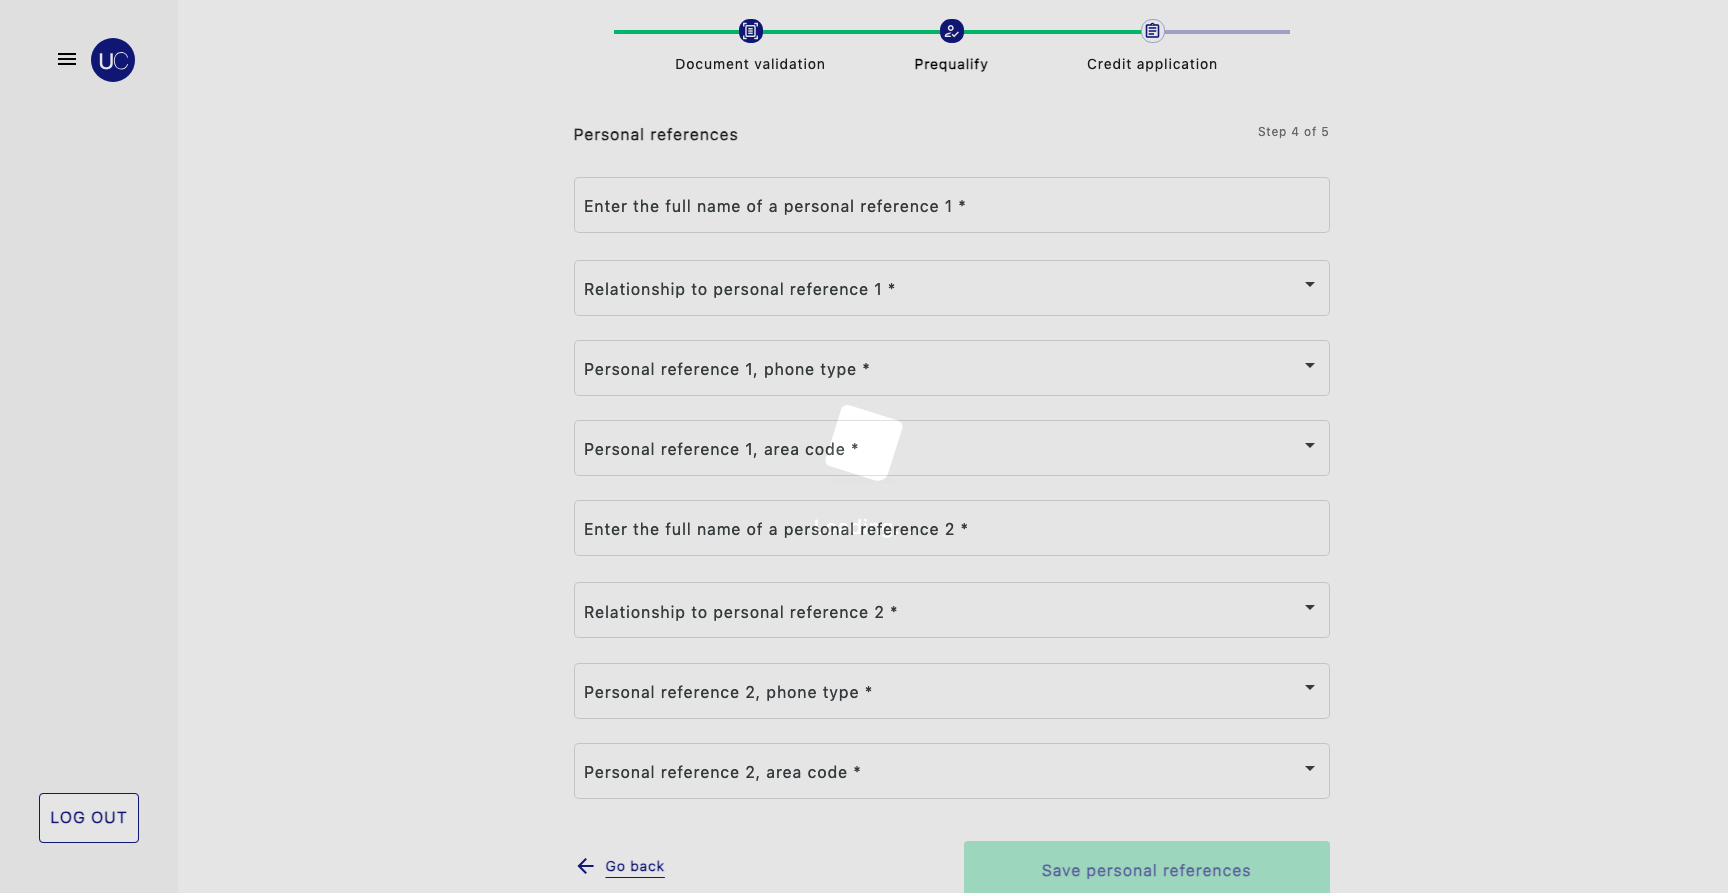 UC
Document validation
Prequalify
Credit application
Personal references
Step 4 of 5
Enter the full name of a personal reference 1 *
Relationship to personal reference 1 *
Personal reference 1, phone type *
Personal reference 1, area code *
Enter the full name of a personal reference 2 *
Relationship to personal reference 2 *
Personal reference 2, phone type *
Personal reference 2, area code *
LOG OUT
Go back
Save personal references